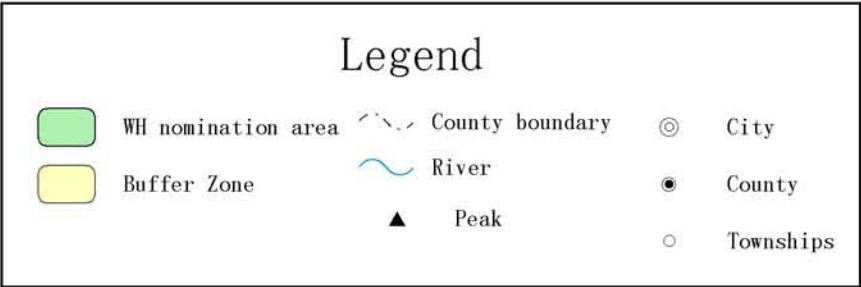 Legend
WH nomination area
Buffer Zone
County boundary
River
Peak
City
County
Townships